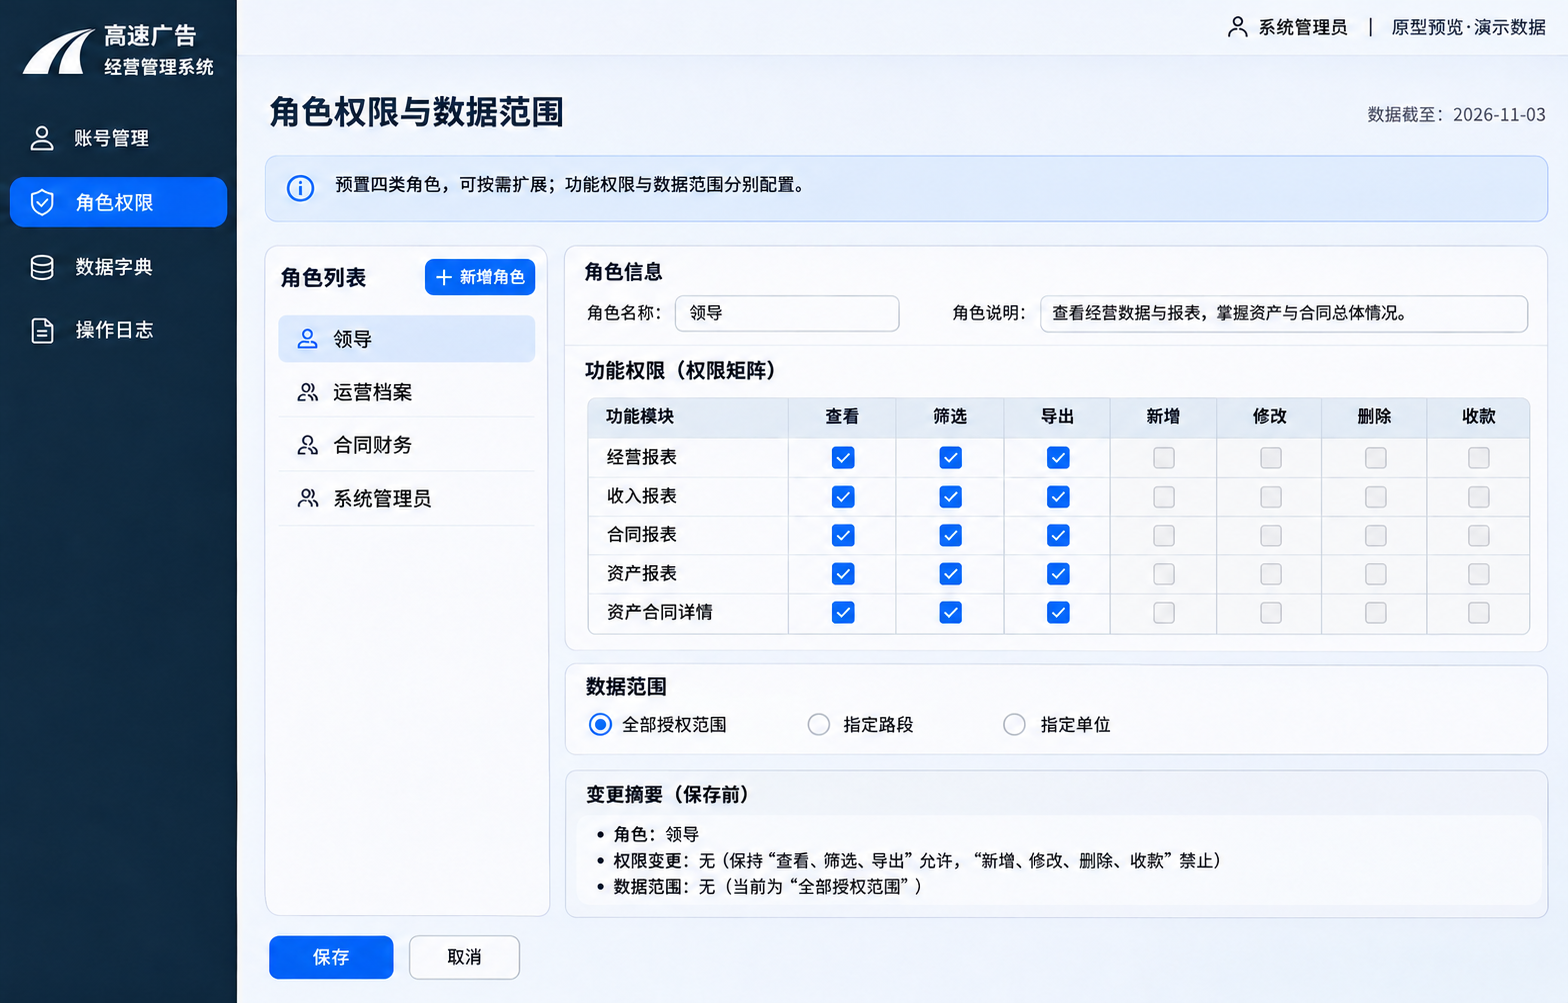 高速广告
经营管理系统
系统管理员 | 原型预览·演示数据
账号管理
角色权限
数据字典
操作日志
角色权限与数据范围
数据截至：2026-11-03
预置四类角色，可按需扩展；功能权限与数据范围分别配置。
角色列表
新增角色
领导
运营档案
合同财务
系统管理员
角色信息
角色名称： 领导 角色说明： 查看经营数据与报表，掌握资产与合同总体情况。
功能权限（权限矩阵）
功能模块 查看 筛选 导出 新增 修改 删除 收款
经营报表
收入报表
合同报表
资产报表
资产合同详情
数据范围
全部授权范围 指定路段 指定单位
变更摘要（保存前）
• 角色：领导
• 权限变更：无（保持“查看、筛选、导出”允许，“新增、修改、删除、收款”禁止）
• 数据范围：无（当前为“全部授权范围”）
保存 取消